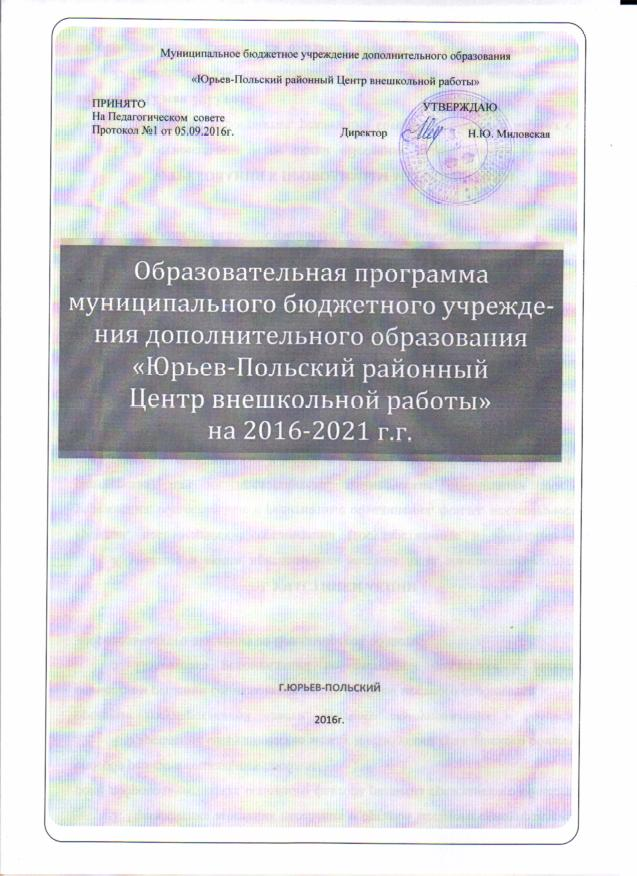 Муниципальное бюджетное учреждение дополнительного образования
«Юрьев-Польский районный Центр внешкольной работы»
ПРИНЯТО УТВЕРЖДАЮ
На Педагогическом совете
Протокол №1 от 05.09.2016г. Директор Н.Ю. Миловская
Образовательная программа
муниципального бюджетного учрежде-
ния дополнительного образования
«Юрьев-Польский районный
Центр внешкольной работы»
на 2016-2021 г.г.
Г.ЮРЬЕВ-ПОЛЬСКИЙ
2016г.